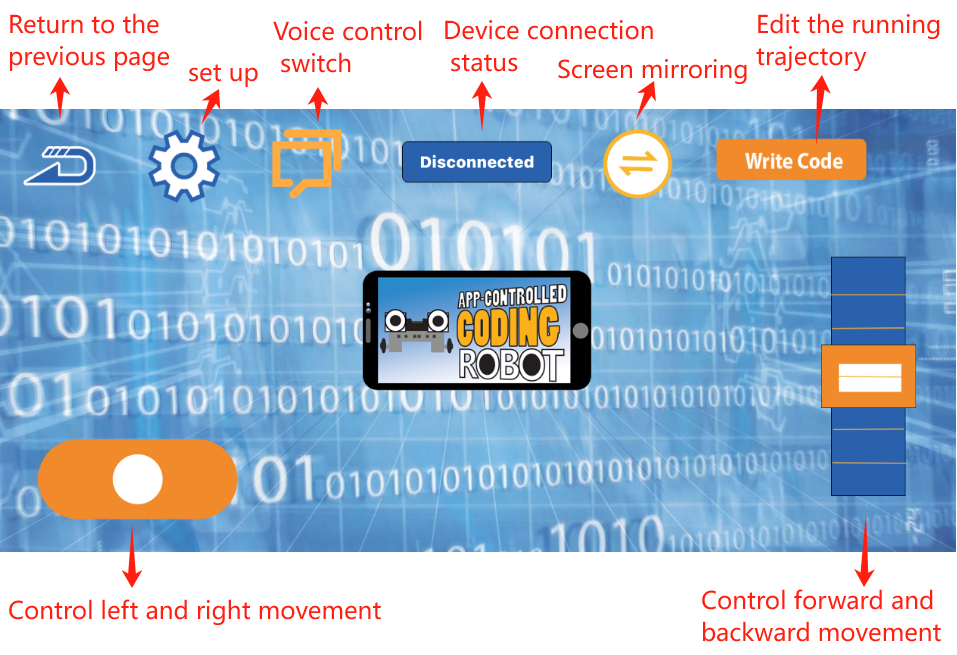 Return to the
previous page
set up
Voice control
switch
Device connection
status
Screen mirroring
Edit the running
trajectory
Disconnected
Write Code
APP-CONTROLLED
CODING
ROBOT
Control left and right movement
Control forward and
backward movement